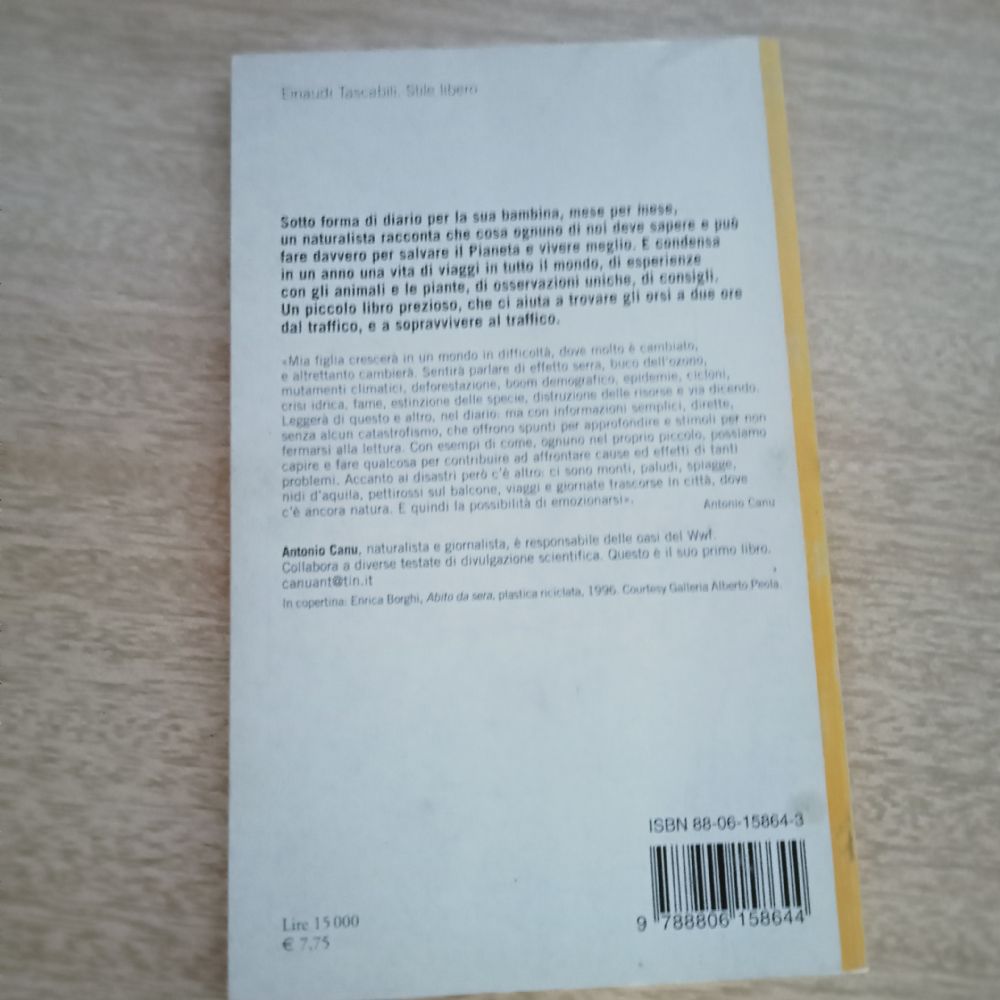 Einaudi Tascabili. Stile libero
Sotto forma di diario per la sua bambina, mese per mese,
un naturalista racconta che cosa ognuno di noi deve sapere e può
fare davvero per salvare il Pianeta e vivere meglio. E condensa
in un anno una vita di viaggi in tutto il mondo, di esperienze
con gli animali e le piante, di osservazioni uniche, di consigli.
Un piccolo libro prezioso, che ci aiuta a trovare gli orsi a due ore
dal traffico, e a sopravvivere al traffico.
«Mia figlia crescerà in un mondo in difficoltà, dove molto è cambiato,
e altrettanto cambierà. Sentirà parlare di effetto serra, buco dell'ozono,
mutamenti climatici, deforestazione, boom demografico, epidemie, cicloni,
crisi idrica, fame, estinzione delle specie, distruzione delle risorse e via dicendo.
Leggerà di questo e altro, nel diario: ma con informazioni semplici, dirette,
senza alcun catastrofismo, che offrono spunti per approfondire e stimoli per non
fermarsi alla lettura. Con esempi di come, ognuno nel proprio piccolo, possiamo
capire e fare qualcosa per contribuire ad affrontare cause ed effetti di tanti
problemi. Accanto ai disastri però c'è altro: ci sono monti, paludi, spiagge,
nidi d'aquila, pettirossi sul balcone, viaggi e giornate trascorse in città, dove
c'è ancora natura. E quindi la possibilità di emozionarsi».
Antonio Canu
Antonio Canu, naturalista e giornalista, è responsabile delle oasi del Wwf.
Collabora a diverse testate di divulgazione scientifica. Questo è il suo primo libro.
canuant@tin.it
In copertina: Enrica Borghi, Abito da sera, plastica riciclata, 1996. Courtesy Galleria Alberto Peola.
ISBN 88-06-15864-3
9 788806 158644
Lire 15 000
€ 7,75